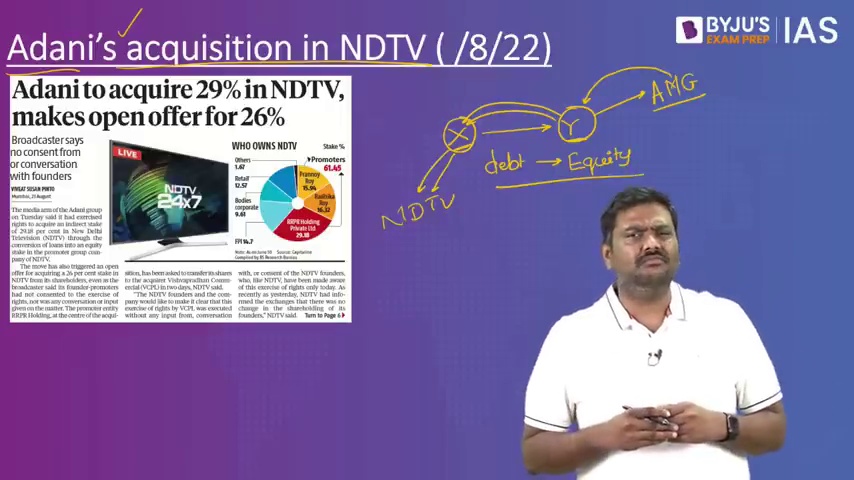 BYJU'S
EXAM PREP
IAS
Adani's acquisition in NDTV ( /8/22)
Adani to acquire 29% in NDTV,
makes open offer for 26%
Broadcaster says
no consent from
or conversation
with founders
VIVEAT SUSAN PINTO
Mumbai, 23 August
The media arm of the Adani group
on Tuesday said it had exercised
rights to acquire an indirect stake
of 29.18 per cent in New Delhi
Television (NDTV) through the
conversion of loans into an equity
stake in the promoter group com-
pany of NDTV.
The move has also triggered an open
offer for acquiring a 26 per cent stake in
NDTV from its shareholders, even as the
broadcaster said its founder-promoters
had not consented to the exercise of
rights, nor was any conversation or input
given on the matter. The promoter entity
RRPR Holding, at the centre of the acqui-
LIVE
NDTV
24x7
WHO OWNS NDTV
Stake %
Others
1.67
Retail
12.57
Bodies
corporate
9.61
FPI 14.7
Promoters
61.45
Prannoy
Roy
15.94
Radhika
Roy
16.32
RRPR Holding
Private Ltd.
29.18
Note: As on June 30 Source: Capitaline
Compiled by BS Research Bureau
sition, has been asked to transfer its shares
to the acquirer Vishvapradhan Commer-
cial (VCPL) in two days, NDTV said.
"The NDTV founders and the company
would like to make it clear that this
exercise of rights by VCPL was executed
without any input from, conversation
with, or consent of the NDTV founders,
who, like NDTV, have been made aware
of this exercise of rights only today. As
recently as yesterday, NDTV had infor-
med the exchanges that there was no
change in the shareholding of its
founders," NDTV said. Turn to Page 6
X
Y
AMG
debt → Equity
NDTV